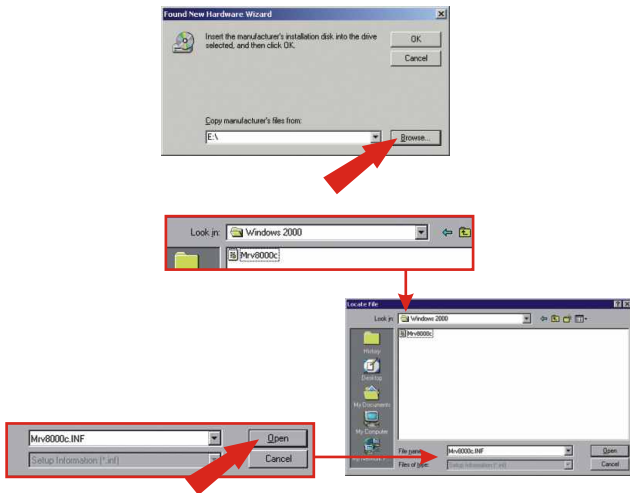 Found New Hardware Wizard
Insert the manufacturer's installation disk into the drive
selected, and then click OK.
OK
Cancel
Copy manufacturer's files from:
E:\
Browse...
Look in:
Windows 2000
Mrv8000c
Locate File
Look in:
Windows 2000
Mrv8000c
History
Desktop
My Documents
My Computer
File name:
Mrv8000c.INF
Open
Files of type:
Setup Information (*.inf)
Cancel
Mrv8000c.INF
Open
Setup Information (*.inf)
Cancel